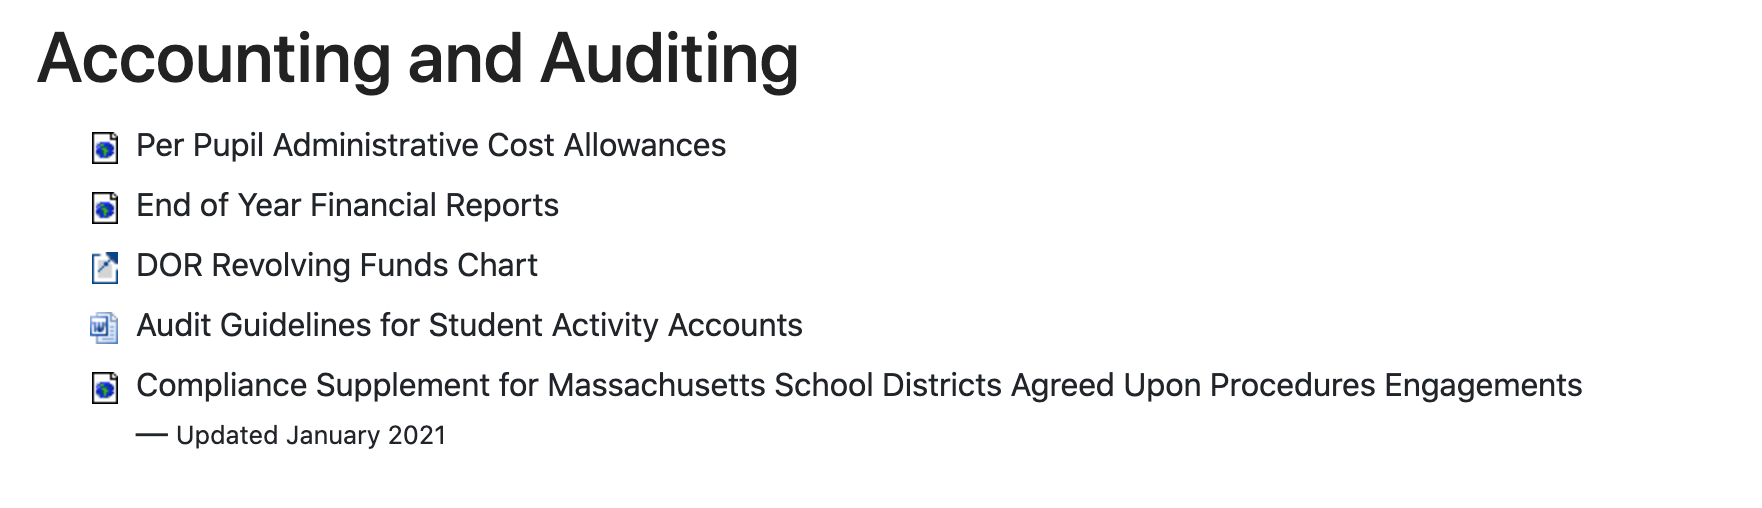 Accounting and Auditing
Per Pupil Administrative Cost Allowances
End of Year Financial Reports
DOR Revolving Funds Chart
Audit Guidelines for Student Activity Accounts
Compliance Supplement for Massachusetts School Districts Agreed Upon Procedures Engagements
— Updated January 2021